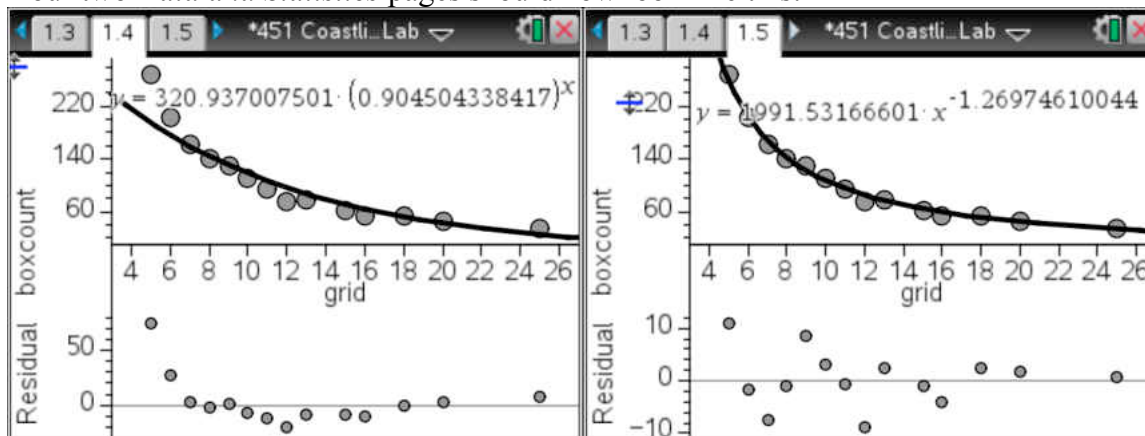 1.3 1.4 1.5 *451 Coastli...Lab
220
140
60
boxcount
y = 320.937007501· (0.904504338417)^x
4 6 8 10 12 14 16 18 20 22 24 26
grid
Residual
50
0
1.3 1.4 1.5 *451 Coastli...Lab
220
140
60
boxcount
y = 1991.53166601· x^-1.26974610044
4 6 8 10 12 14 16 18 20 22 24 26
grid
Residual
10
0
-10